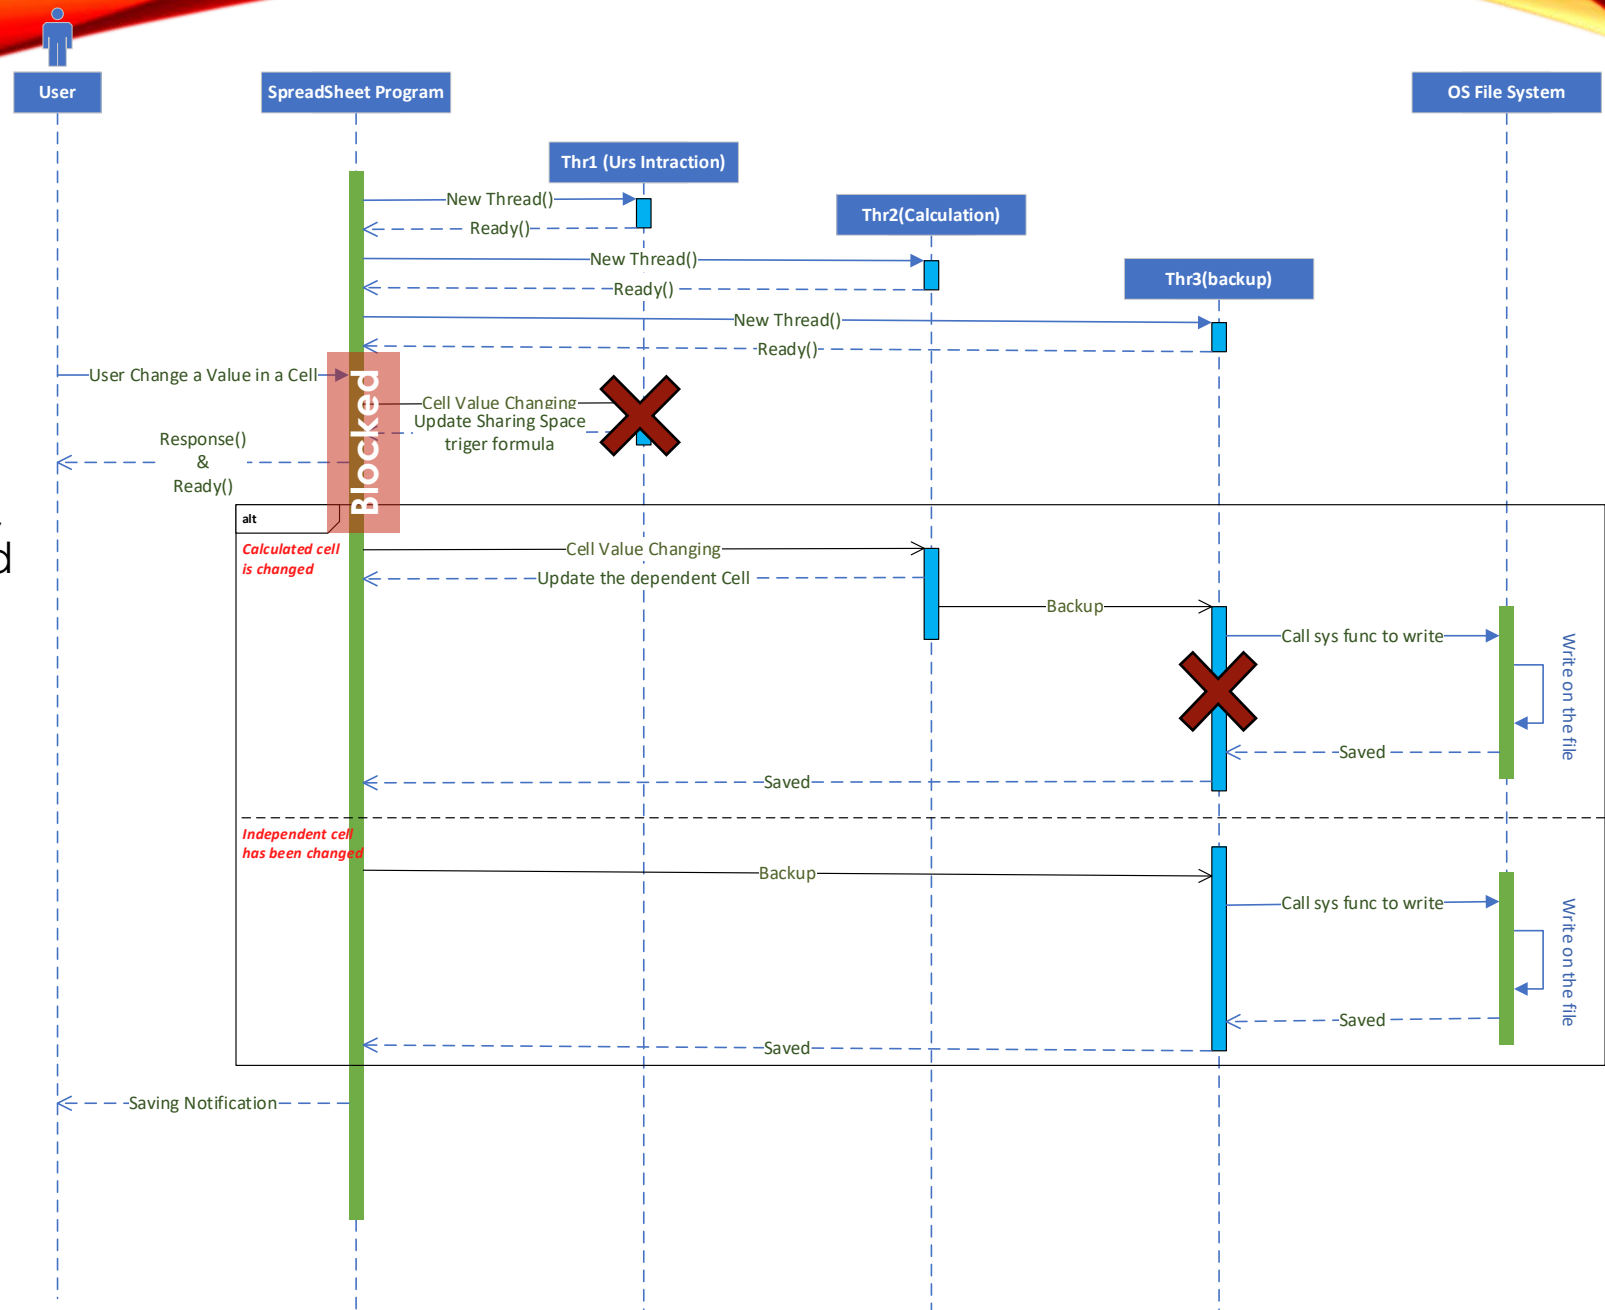 User
SpreadSheet Program
OS File System
Thr1 (Urs Intraction)
New Thread()
Thr2(Calculation)
Ready()
New Thread()
Thr3(backup)
Ready()
New Thread()
Ready()
User Change a Value in a Cell
Blocked
Cell Value Changing
Update Sharing Space
triger formula
Response()
&
Ready()
alt
Calculated cell
is changed
Cell Value Changing
Update the dependent Cell
Backup
Call sys func to write
Write on the file
Saved
Saved
Independent cell
has been changed
Backup
Call sys func to write
Write on the file
Saved
Saved
Saving Notification